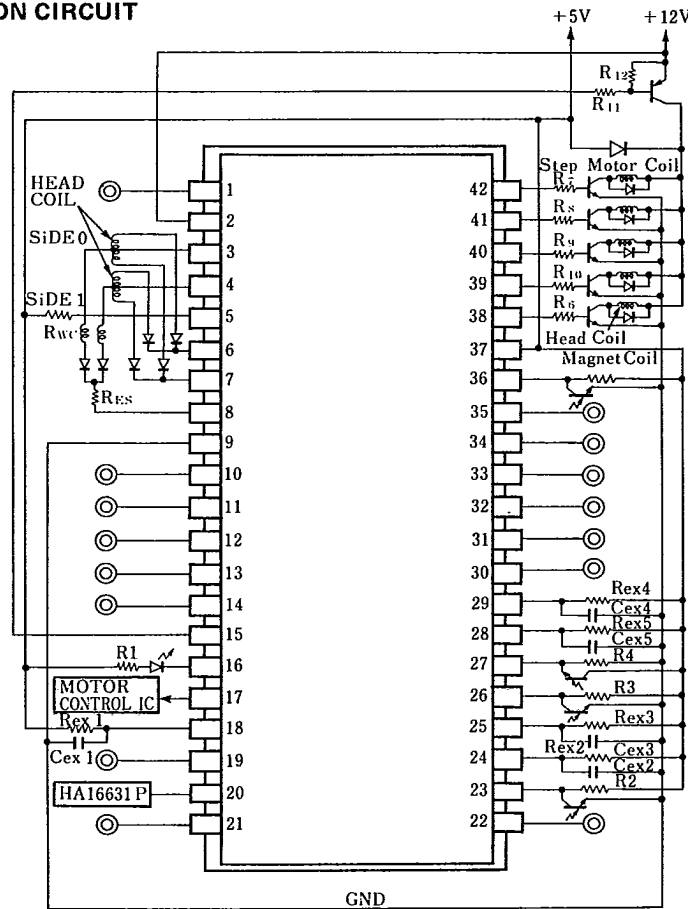 ON CIRCUIT
+5V
+12V
R12
R11
Step Motor Coil
HEAD
COIL
SiDE 0
SiDE 1
RWC
RES
1
2
3
4
5
6
7
8
9
10
11
12
13
14
15
16
17
18
19
20
21
R1
MOTOR
CONTROL IC
Rex 1
Cex 1
HA16631P
42
41
40
39
38
37
36
35
34
33
32
31
30
29
28
27
26
25
24
23
22
R7
R8
R9
R10
R6
Head Coil
Magnet Coil
Rex4
Cex4
Rex5
Cex5
R4
R3
Rex3
Rex2
Cex3
Cex2
R2
GND